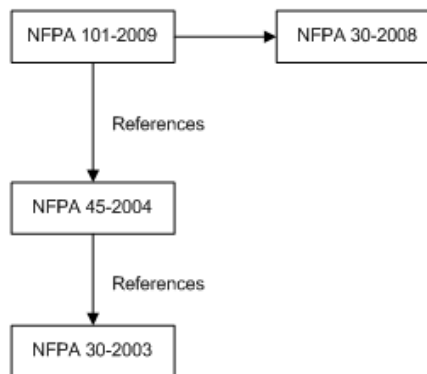 NFPA 101-2009
NFPA 30-2008
References
NFPA 45-2004
References
NFPA 30-2003